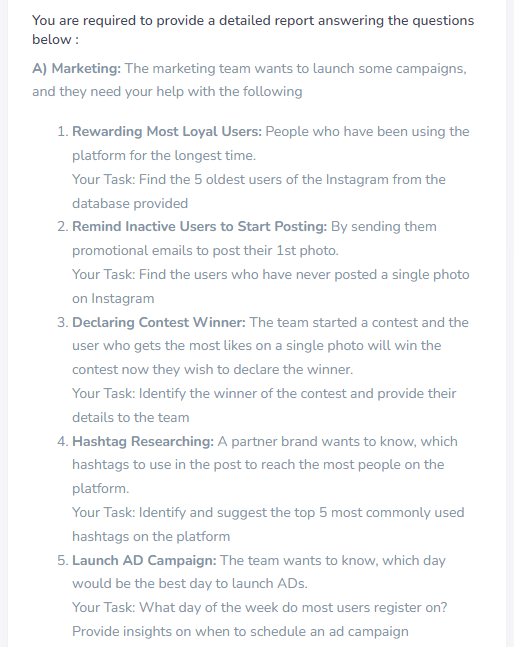 You are required to provide a detailed report answering the questions
below :
A) Marketing: The marketing team wants to launch some campaigns,
and they need your help with the following
1. Rewarding Most Loyal Users: People who have been using the
platform for the longest time.
Your Task: Find the 5 oldest users of the Instagram from the
database provided
2. Remind Inactive Users to Start Posting: By sending them
promotional emails to post their 1st photo.
Your Task: Find the users who have never posted a single photo
on Instagram
3. Declaring Contest Winner: The team started a contest and the
user who gets the most likes on a single photo will win the
contest now they wish to declare the winner.
Your Task: Identify the winner of the contest and provide their
details to the team
4. Hashtag Researching: A partner brand wants to know, which
hashtags to use in the post to reach the most people on the
platform.
Your Task: Identify and suggest the top 5 most commonly used
hashtags on the platform
5. Launch AD Campaign: The team wants to know, which day
would be the best day to launch ADs.
Your Task: What day of the week do most users register on?
Provide insights on when to schedule an ad campaign